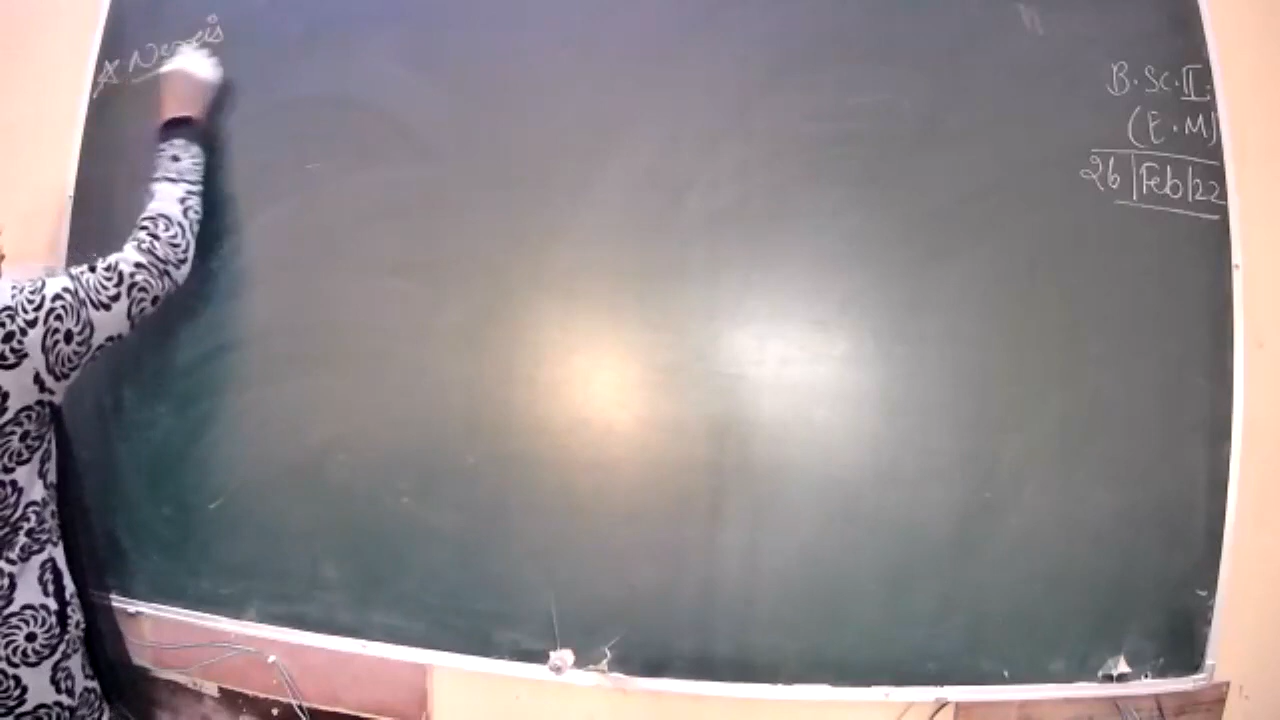 ☆ Nereis
B.Sc.II.
(E.M)
26|Feb|22